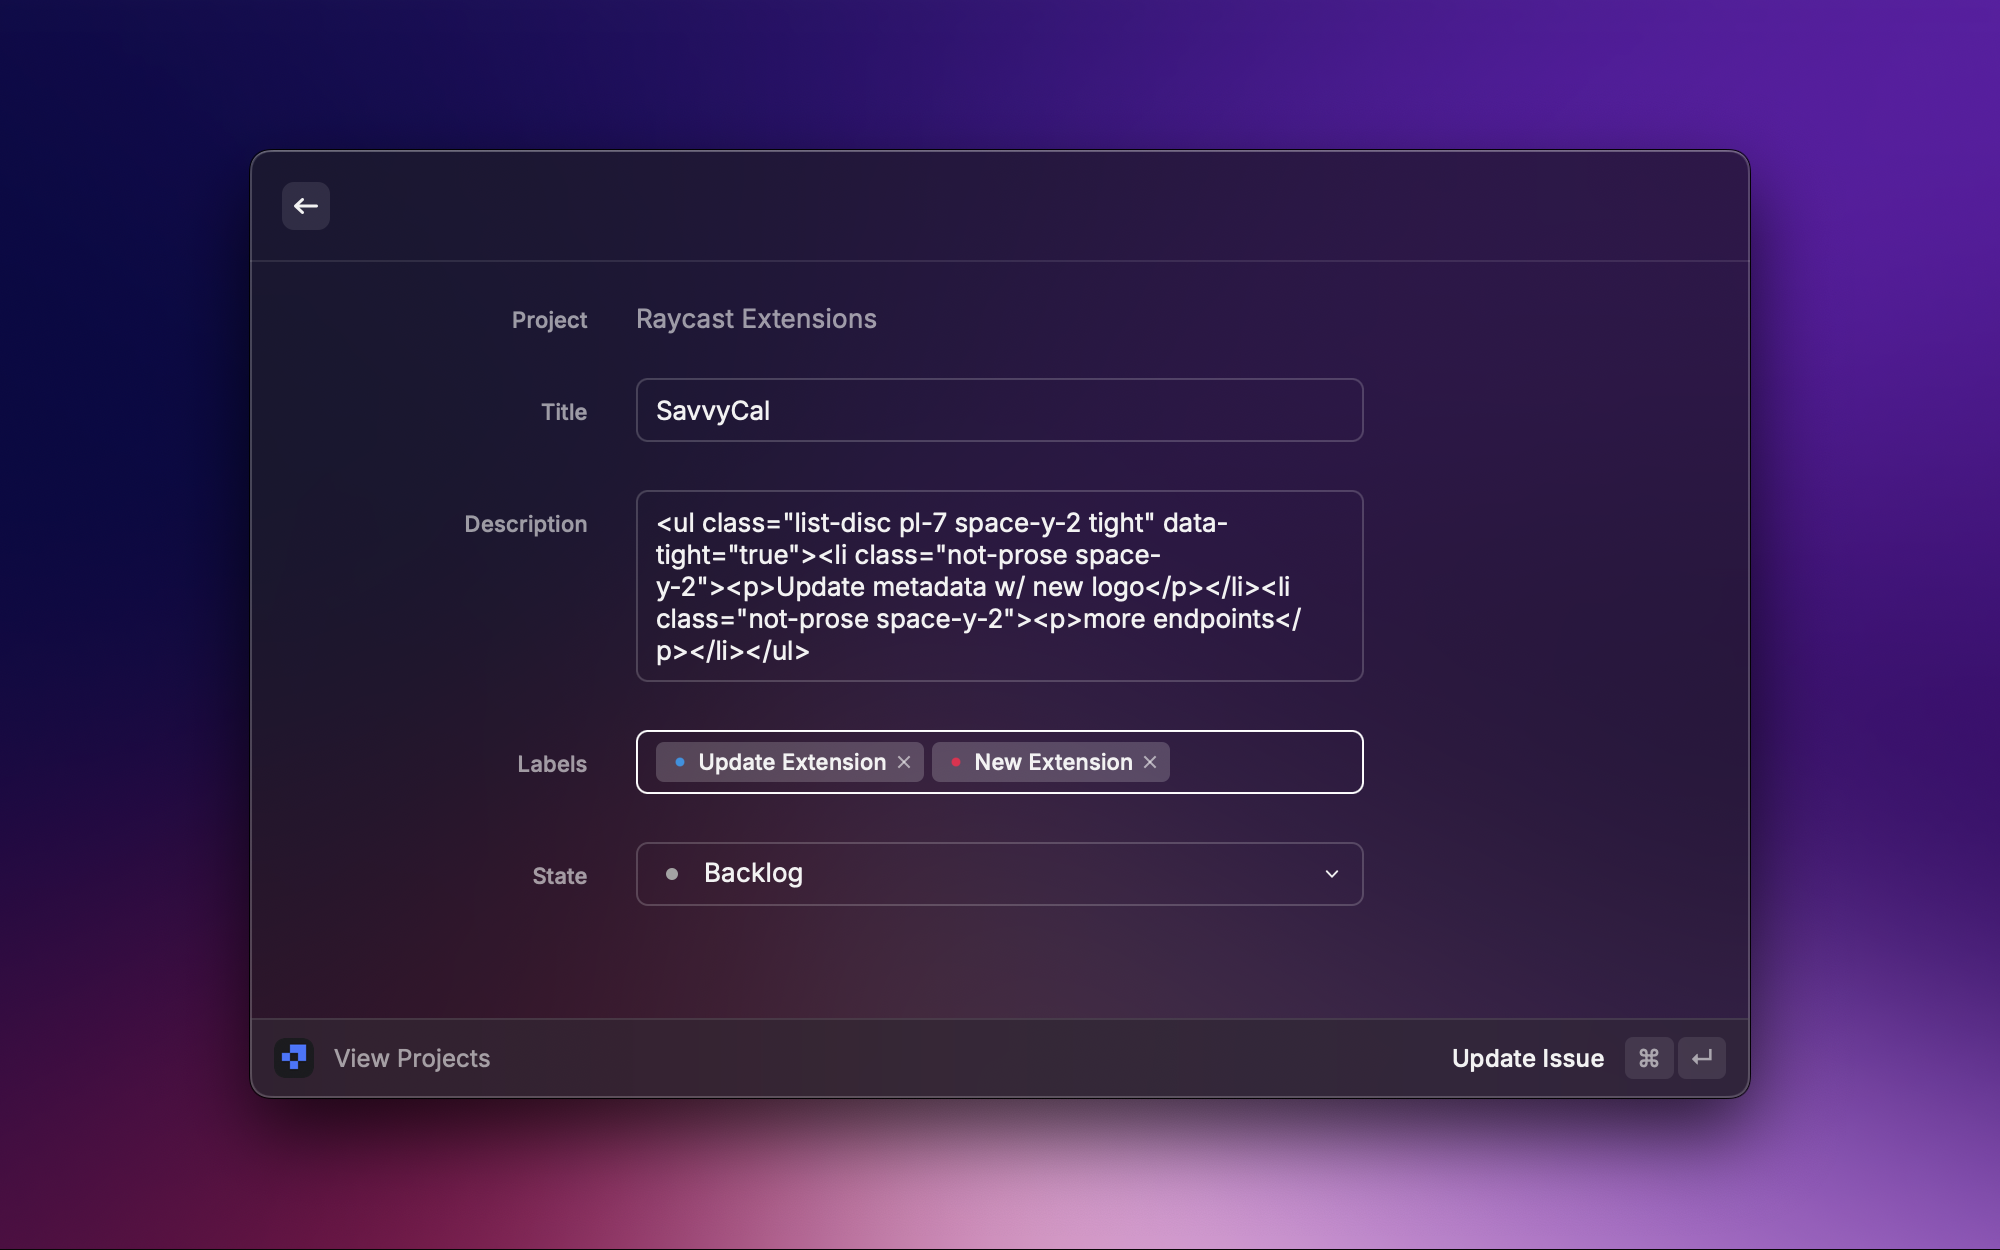 Project
Raycast Extensions
Title
SavvyCal
Description
<ul class="list-disc pl-7 space-y-2 tight" data-
tight="true"><li class="not-prose space-
y-2"><p>Update metadata w/ new logo</p></li><li
class="not-prose space-y-2"><p>more endpoints</
p></li></ul>
Labels
Update Extension × New Extension ×
State
Backlog
View Projects
Update Issue ⌘ ↵